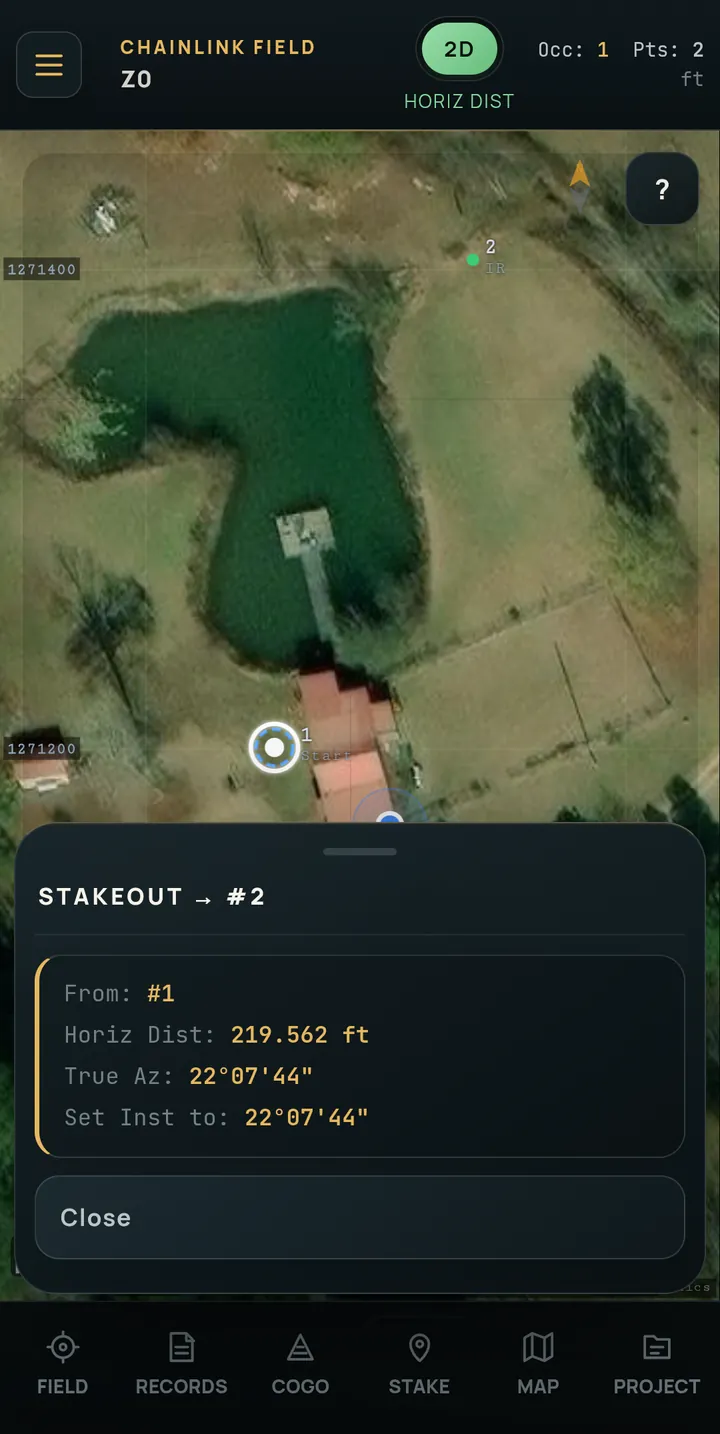 CHAINLINK FIELD
ZO
2D
HORIZ DIST
Occ: 1 Pts: 2
ft
?
2
IR
1271400
1
Start
1271200
STAKEOUT → #2
From: #1
Horiz Dist: 219.562 ft
True Az: 22°07'44"
Set Inst to: 22°07'44"
Close
FIELD
RECORDS
COGO
STAKE
MAP
PROJECT